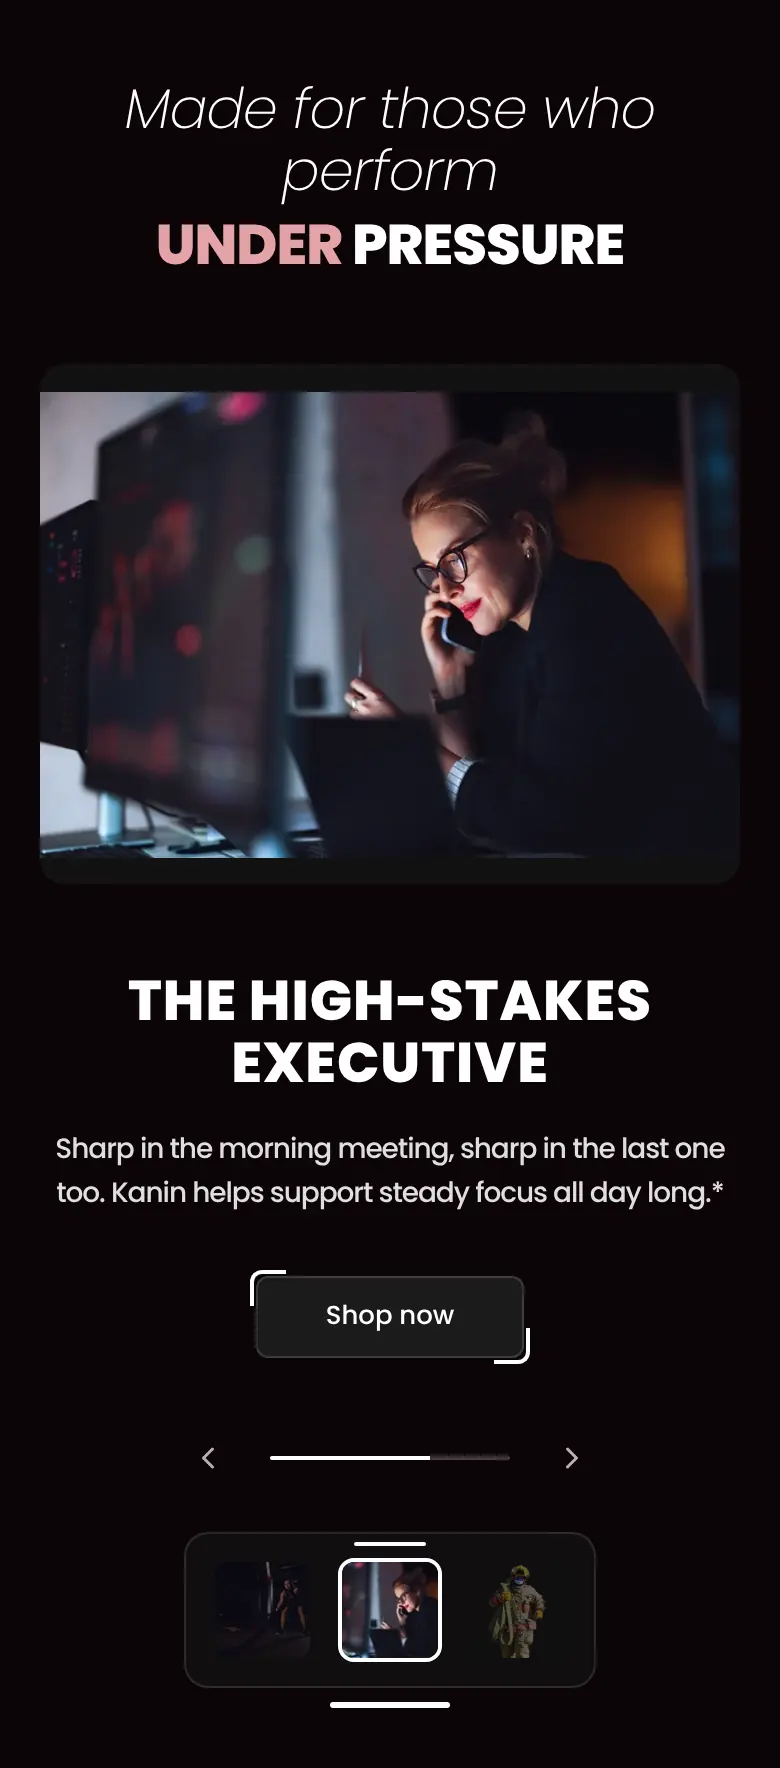 Made for those who
perform
UNDER PRESSURE
THE HIGH-STAKES
EXECUTIVE
Sharp in the morning meeting, sharp in the last one
too. Kanin helps support steady focus all day long.*
Shop now